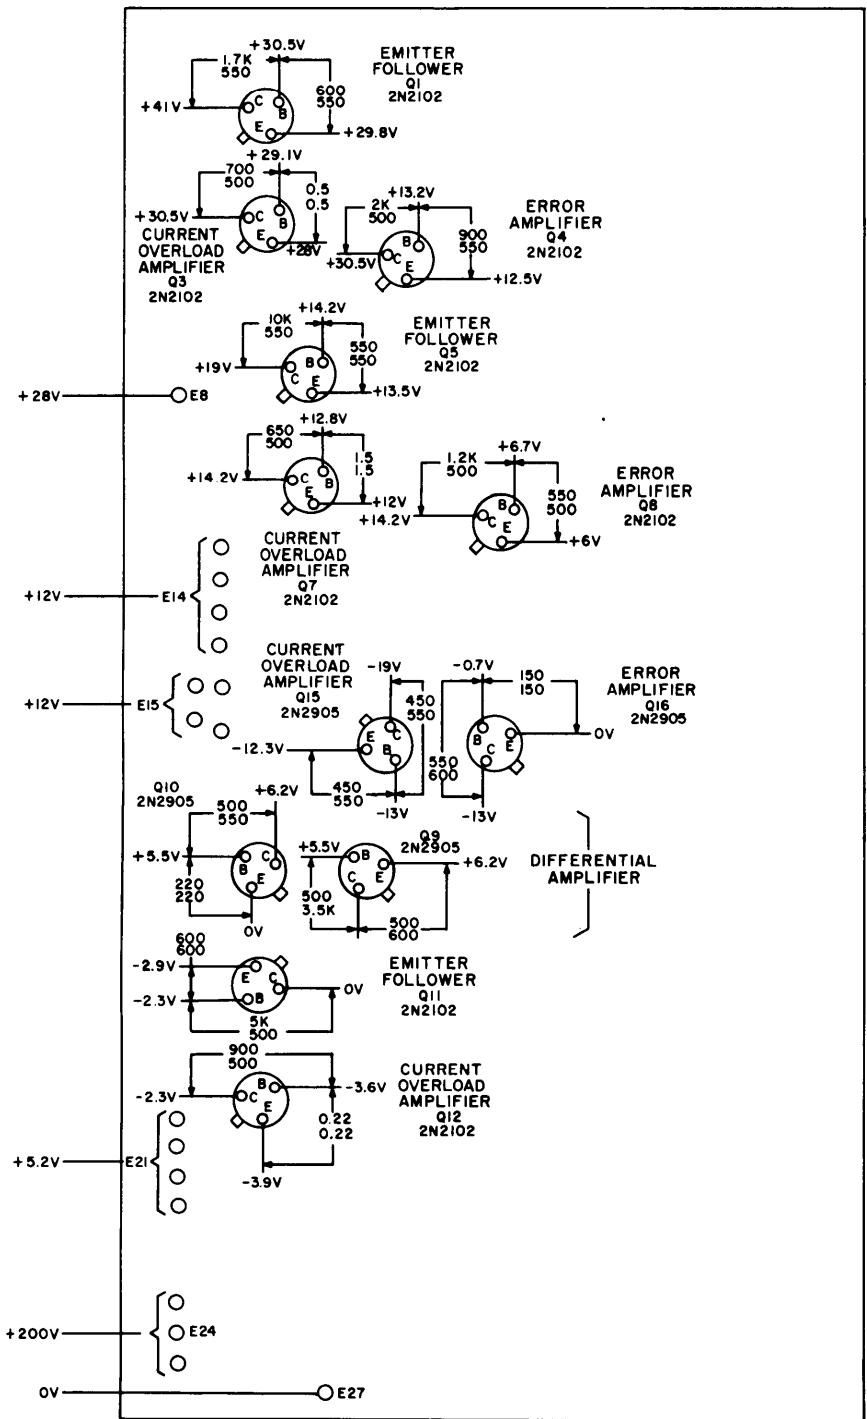 +30.5V
1.7K
550
600
550
+41V
C
B
E
+29.8V
EMITTER
FOLLOWER
Q1
2N2102
+29.1V
700
500
0.5
0.5
+30.5V
C
B
E
+28V
CURRENT
OVERLOAD
AMPLIFIER
Q3
2N2102
+13.2V
2K
500
900
550
+30.5V
B
C
E
+12.5V
ERROR
AMPLIFIER
Q4
2N2102
+14.2V
10K
550
550
550
+19V
B
C
E
+13.5V
EMITTER
FOLLOWER
Q5
2N2102
+28V
E8
+12.8V
650
500
1.5
1.5
+14.2V
C
B
E
+12V
CURRENT
OVERLOAD
AMPLIFIER
Q7
2N2102
+6.7V
1.2K
500
550
500
+14.2V
B
C
E
+6V
ERROR
AMPLIFIER
Q8
2N2102
+12V
E14
+12V
E15
CURRENT
OVERLOAD
AMPLIFIER
Q15
2N2905
-19V
450
550
-12.3V
E
C
B
450
550
-13V
-0.7V
150
150
B
E
C
0V
550
600
-13V
ERROR
AMPLIFIER
Q16
2N2905
Q10
2N2905
+6.2V
500
550
+5.5V
B
C
E
220
220
0V
Q9
2N2905
+5.5V
B
E
C
+6.2V
500
3.5K
500
600
DIFFERENTIAL
AMPLIFIER
600
600
-2.9V
E
C
B
0V
-2.3V
5K
500
EMITTER
FOLLOWER
Q11
2N2102
900
500
B
-3.6V
-2.3V
C
E
0.22
0.22
-3.9V
CURRENT
OVERLOAD
AMPLIFIER
Q12
2N2102
+5.2V
E21
+200V
E24
0V
E27